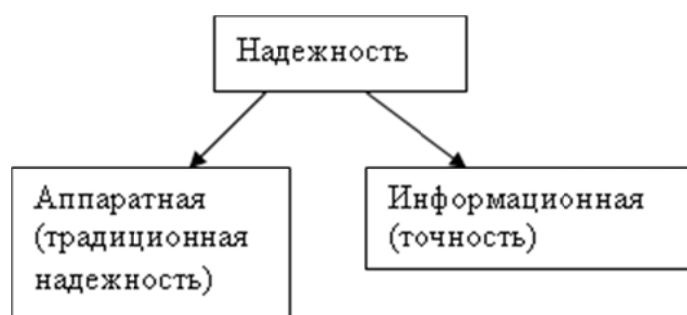 Надежность
Аппаратная
(традиционная
надежность)
Информационная
(точность)